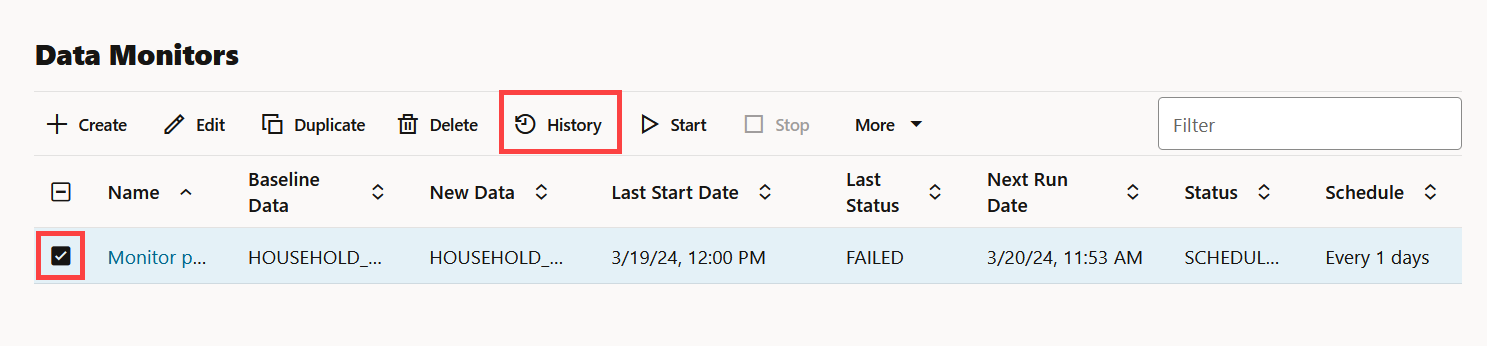 Data Monitors
Create Edit Duplicate Delete History Start Stop More Filter
Name Baseline Data New Data Last Start Date Last Status Next Run Date Status Schedule
Monitor p... HOUSEHOLD_... HOUSEHOLD_... 3/19/24, 12:00 PM FAILED 3/20/24, 11:53 AM SCHEDUL... Every 1 days